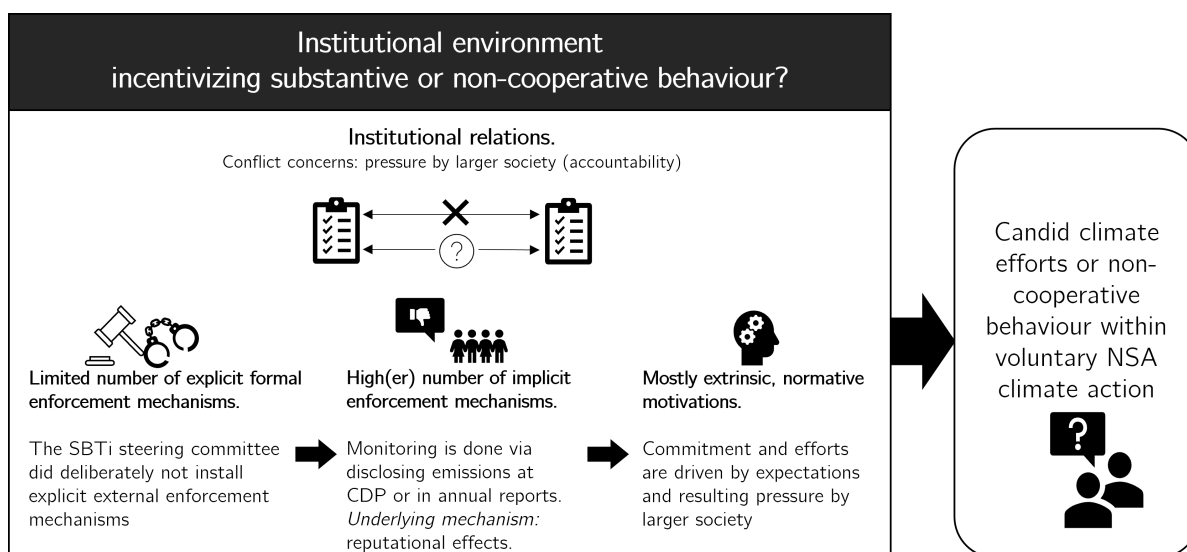 Institutional environment
incentivizing substantive or non-cooperative behaviour?
Institutional relations.
Conflict concerns: pressure by larger society (accountability)
?
Limited number of explicit formal
enforcement mechanisms.
The SBTi steering committee
did deliberately not install
explicit external enforcement
mechanisms
High(er) number of implicit
enforcement mechanisms.
Monitoring is done via
disclosing emissions at
CDP or in annual reports.
Underlying mechanism:
reputational effects.
Mostly extrinsic, normative
motivations.
Commitment and efforts
are driven by expectations
and resulting pressure by
larger society
Candid climate
efforts or non-
cooperative
behaviour within
voluntary NSA
climate action
?